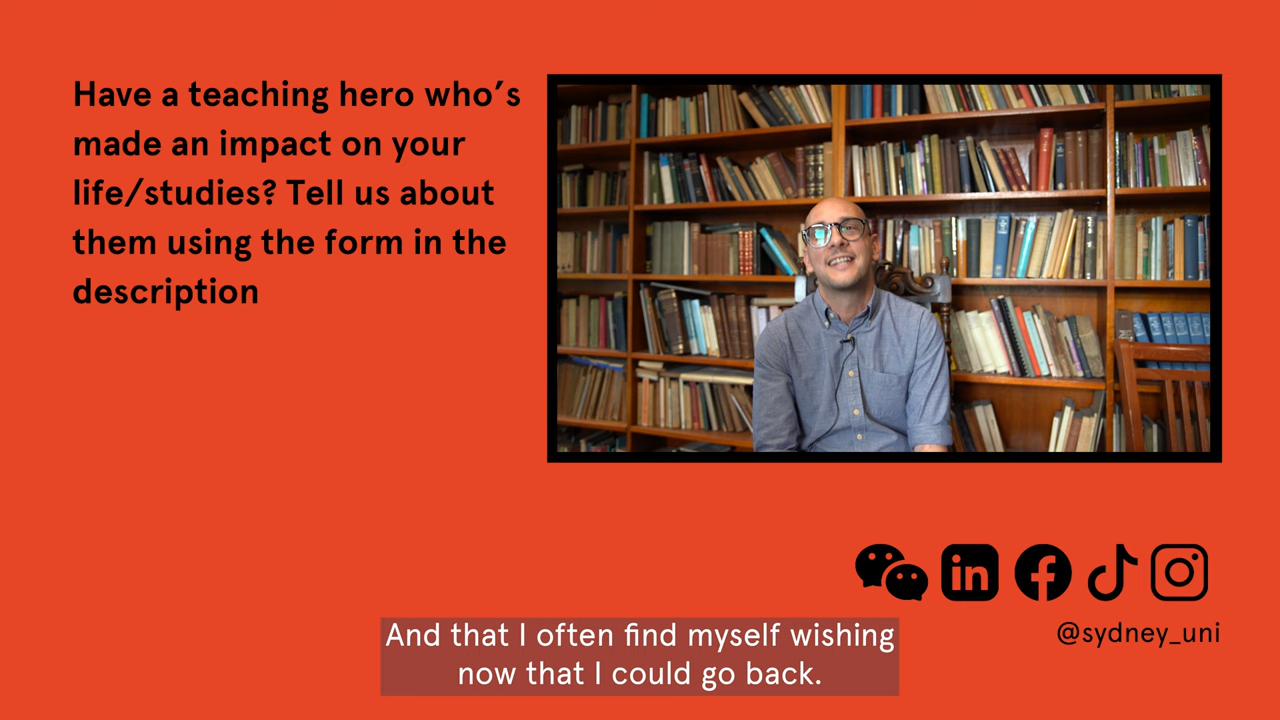 Have a teaching hero who’s
made an impact on your
life/studies? Tell us about
them using the form in the
description
in
@sydney_uni
And that I often find myself wishing
now that I could go back.